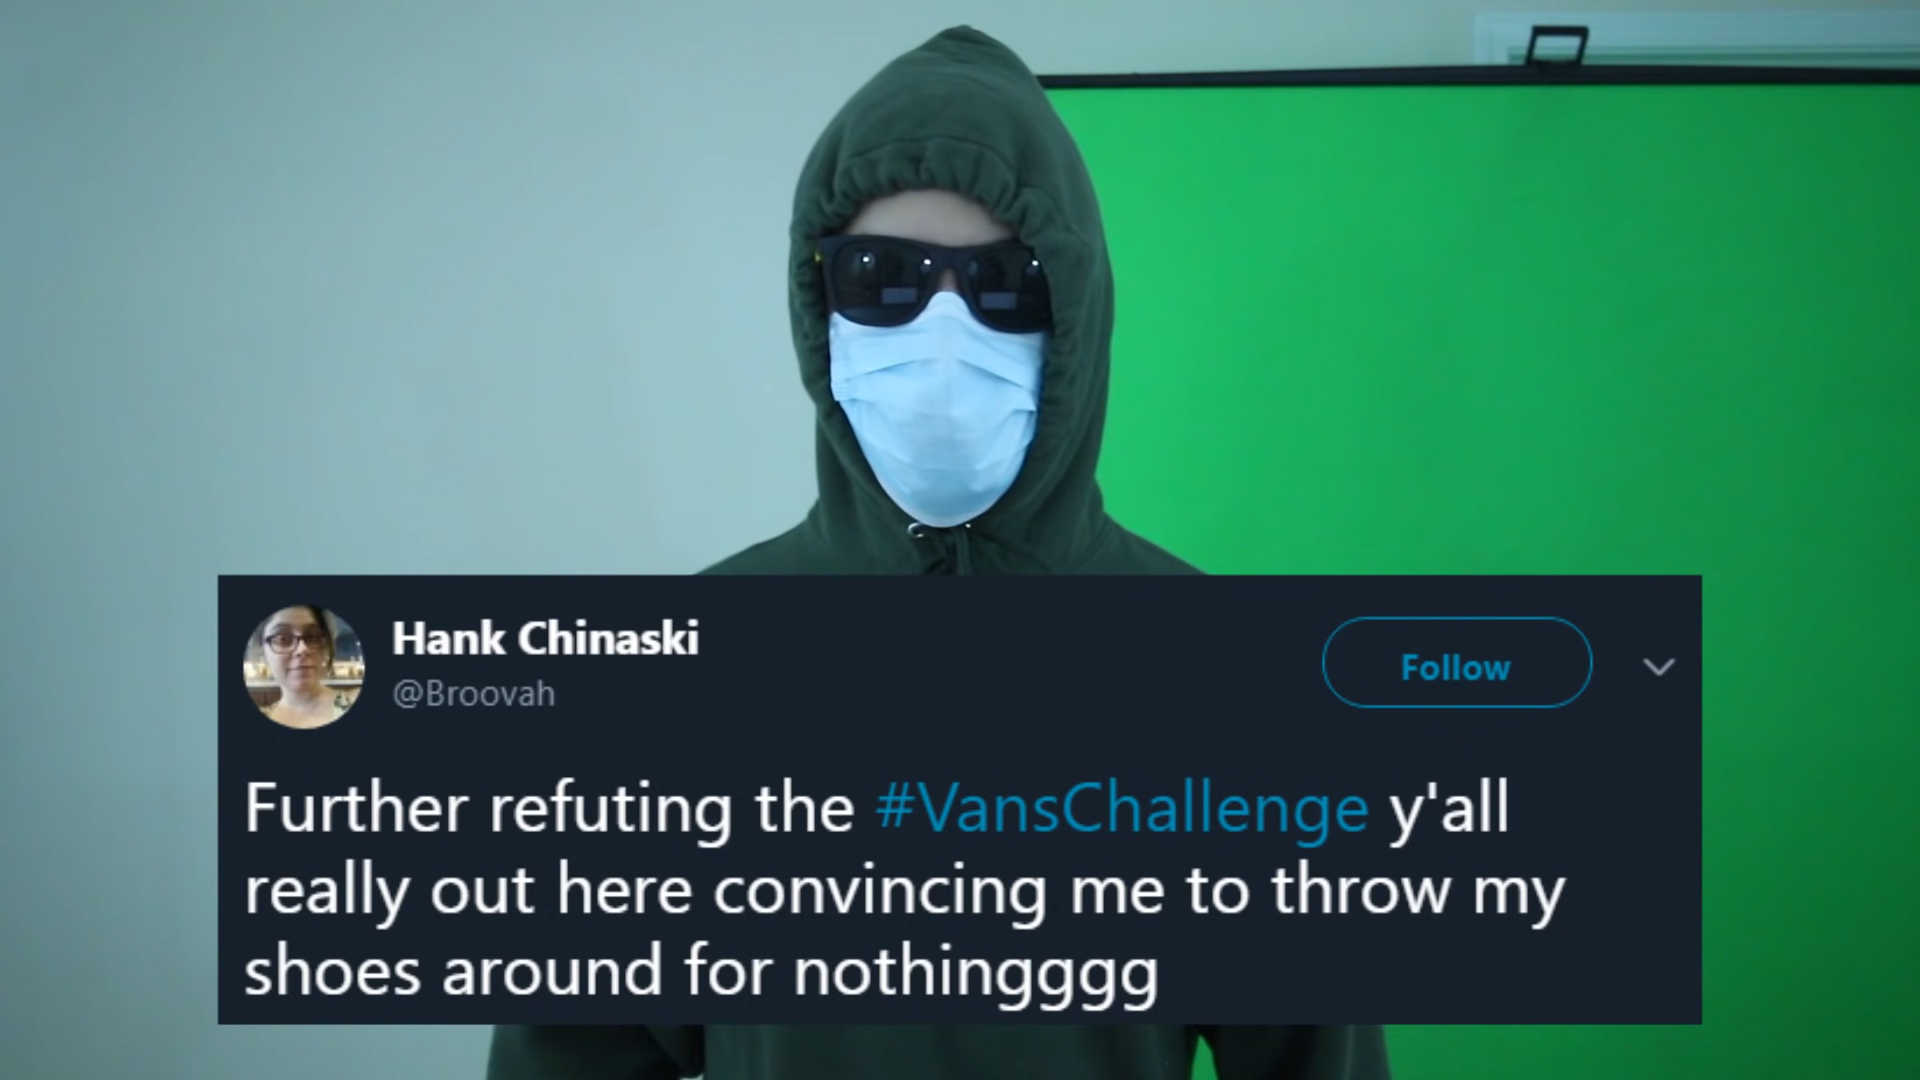 Hank Chinaski
@Broovah
Follow
Further refuting the #VansChallenge y'all
really out here convincing me to throw my
shoes around for nothingggg